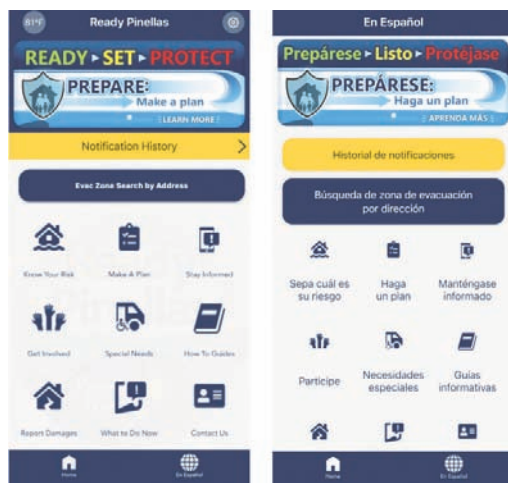 81°F
Ready Pinellas
READY ▸ SET ▸ PROTECT
PREPARE:
Make a plan
LEARN MORE
Notification History
Evac Zone Search by Address
Know Your Risk
Make A Plan
Stay Informed
Get Involved
Special Needs
How To Guides
Report Damages
What to Do Now
Contact Us
Home
En Español
En Español
Prepárese ▸ Listo ▸ Protéjase
PREPÁRESE:
Haga un plan
APRENDA MÁS
Historial de notificaciones
Búsqueda de zona de evacuación
por dirección
Sepa cuál es
su riesgo
Haga
un plan
Manténgase
informado
Participe
Necesidades
especiales
Guías
informativas
Home
En Español